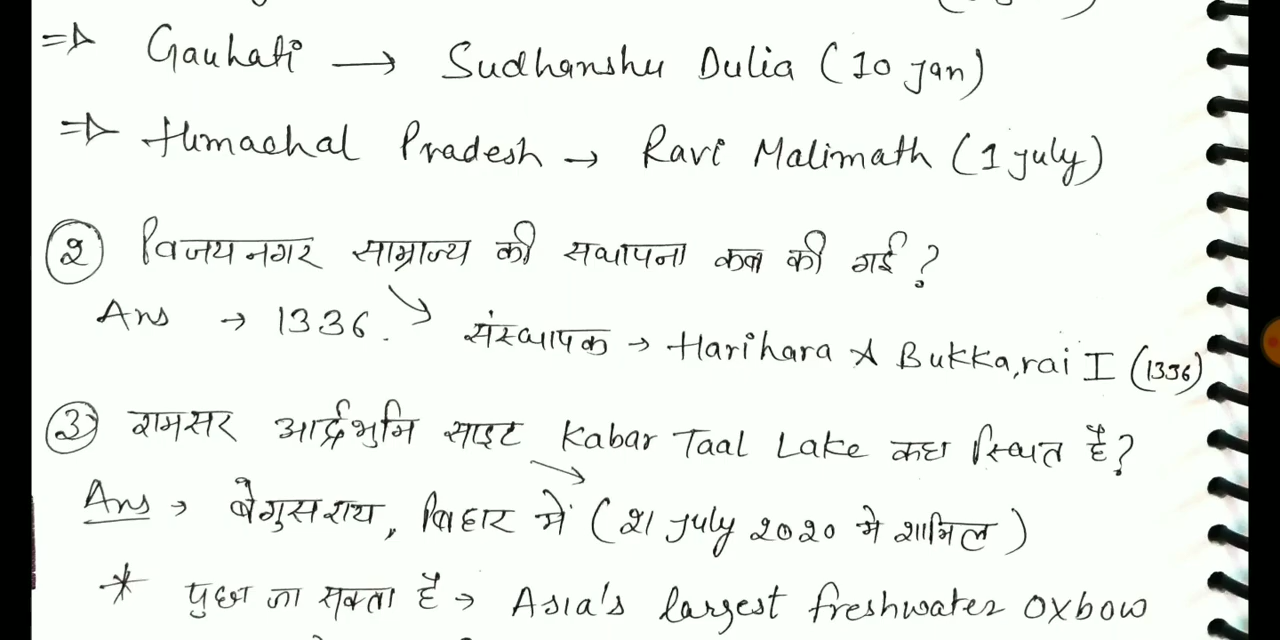 ⇒ Gauhati → Sudhanshu Dulia (10 Jan)
⇒ Himachal Pradesh → Ravi Malimath (1 July)
② विजयनगर साम्राज्य की सथापना कब की गई ?
Ans → 1336. ↘ संस्थापक → Harihara & Bukka,rai I (1336)
③ रामसर आर्द्रभुमि साइट Kabar Taal Lake कहा स्थित है ?
Ans → बेगुसराय, बिहार में (21 July 2020 मे शामिल)
* पुछा जा सकता है → Asia's largest freshwater oxbow